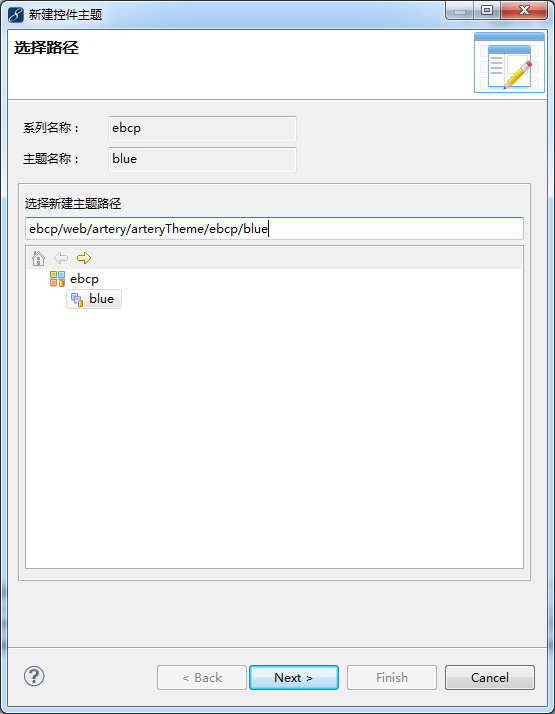 新建控件主题
选择路径
系列名称： ebcp
主题名称： blue
选择新建主题路径
ebcp/web/artery/arteryTheme/ebcp/blue
ebcp
blue
< Back Next > Finish Cancel